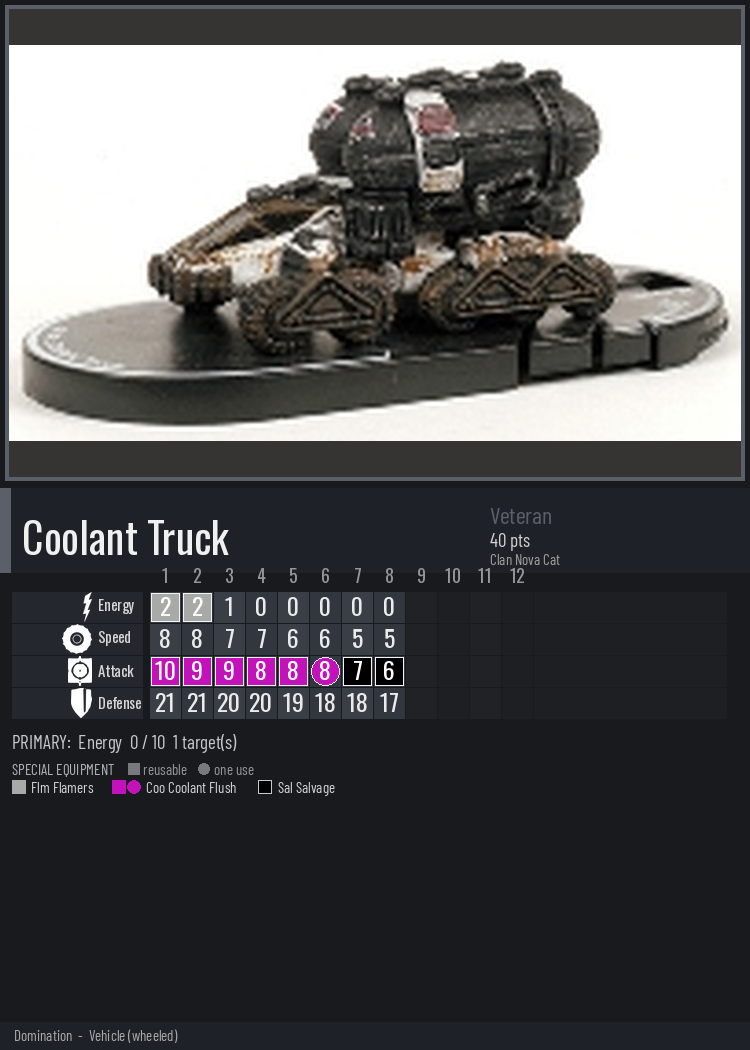 Coolant Truck
Veteran
40 pts
Clan Nova Cat
1 2 3 4 5 6 7 8 9 10 11 12
Energy 2 2 1 0 0 0 0 0
Speed 8 8 7 7 6 6 5 5
Attack 10 9 9 8 8 8 7 6
Defense 21 21 20 20 19 18 18 17
PRIMARY: Energy 0 / 10 1 target(s)
SPECIAL EQUIPMENT reusable one use
Flm Flamers Coo Coolant Flush Sal Salvage
Domination - Vehicle (wheeled)